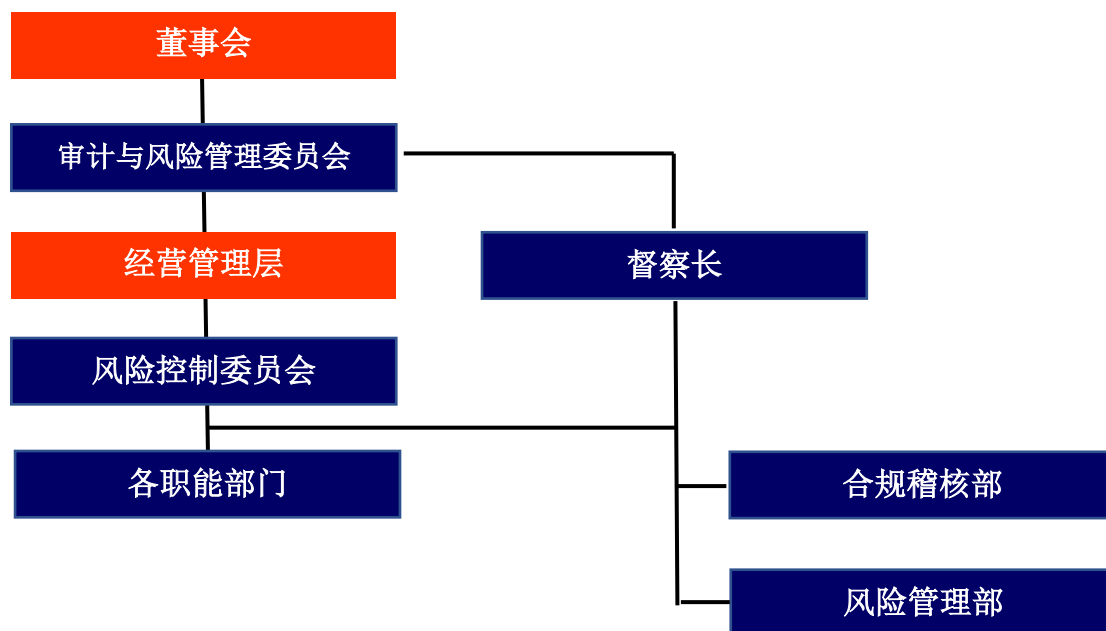 董事会
审计与风险管理委员会
经营管理层
督察长
风险控制委员会
各职能部门
合规稽核部
风险管理部